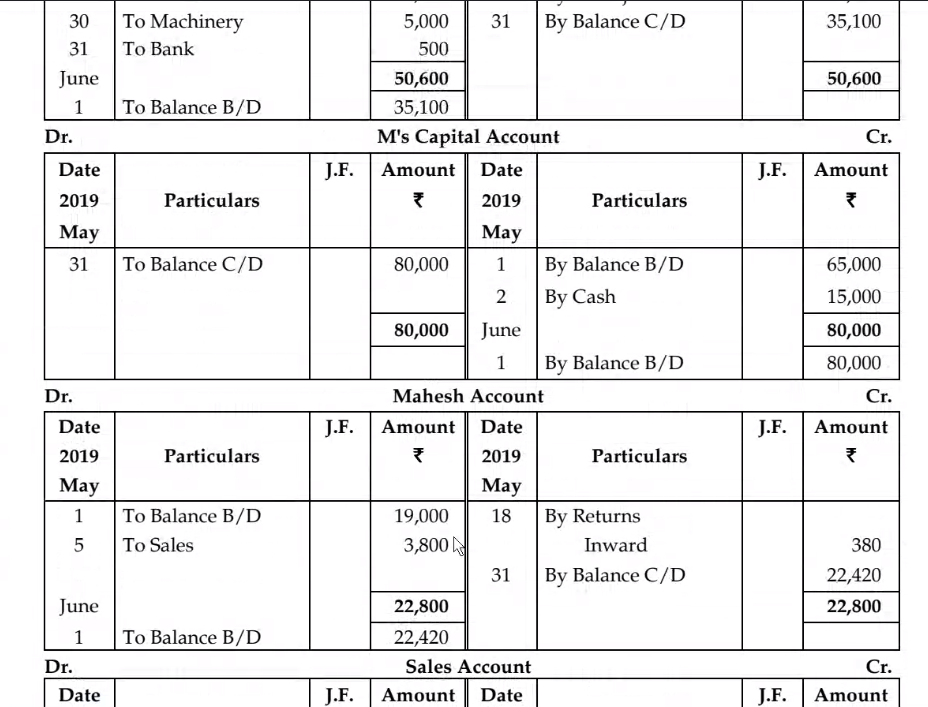 30 To Machinery 5,000 31 By Balance C/D 35,100
31 To Bank 500
June 50,600 50,600
1 To Balance B/D 35,100
Dr. M's Capital Account Cr.
Date J.F. Amount Date J.F. Amount
2019 Particulars ₹ 2019 Particulars ₹
May May
31 To Balance C/D 80,000 1 By Balance B/D 65,000
2 By Cash 15,000
80,000 June 80,000
1 By Balance B/D 80,000
Dr. Mahesh Account Cr.
Date J.F. Amount Date J.F. Amount
2019 Particulars ₹ 2019 Particulars ₹
May May
1 To Balance B/D 19,000 18 By Returns
5 To Sales 3,800 Inward 380
31 By Balance C/D 22,420
June 22,800 22,800
1 To Balance B/D 22,420
Dr. Sales Account Cr.
Date J.F. Amount Date J.F. Amount